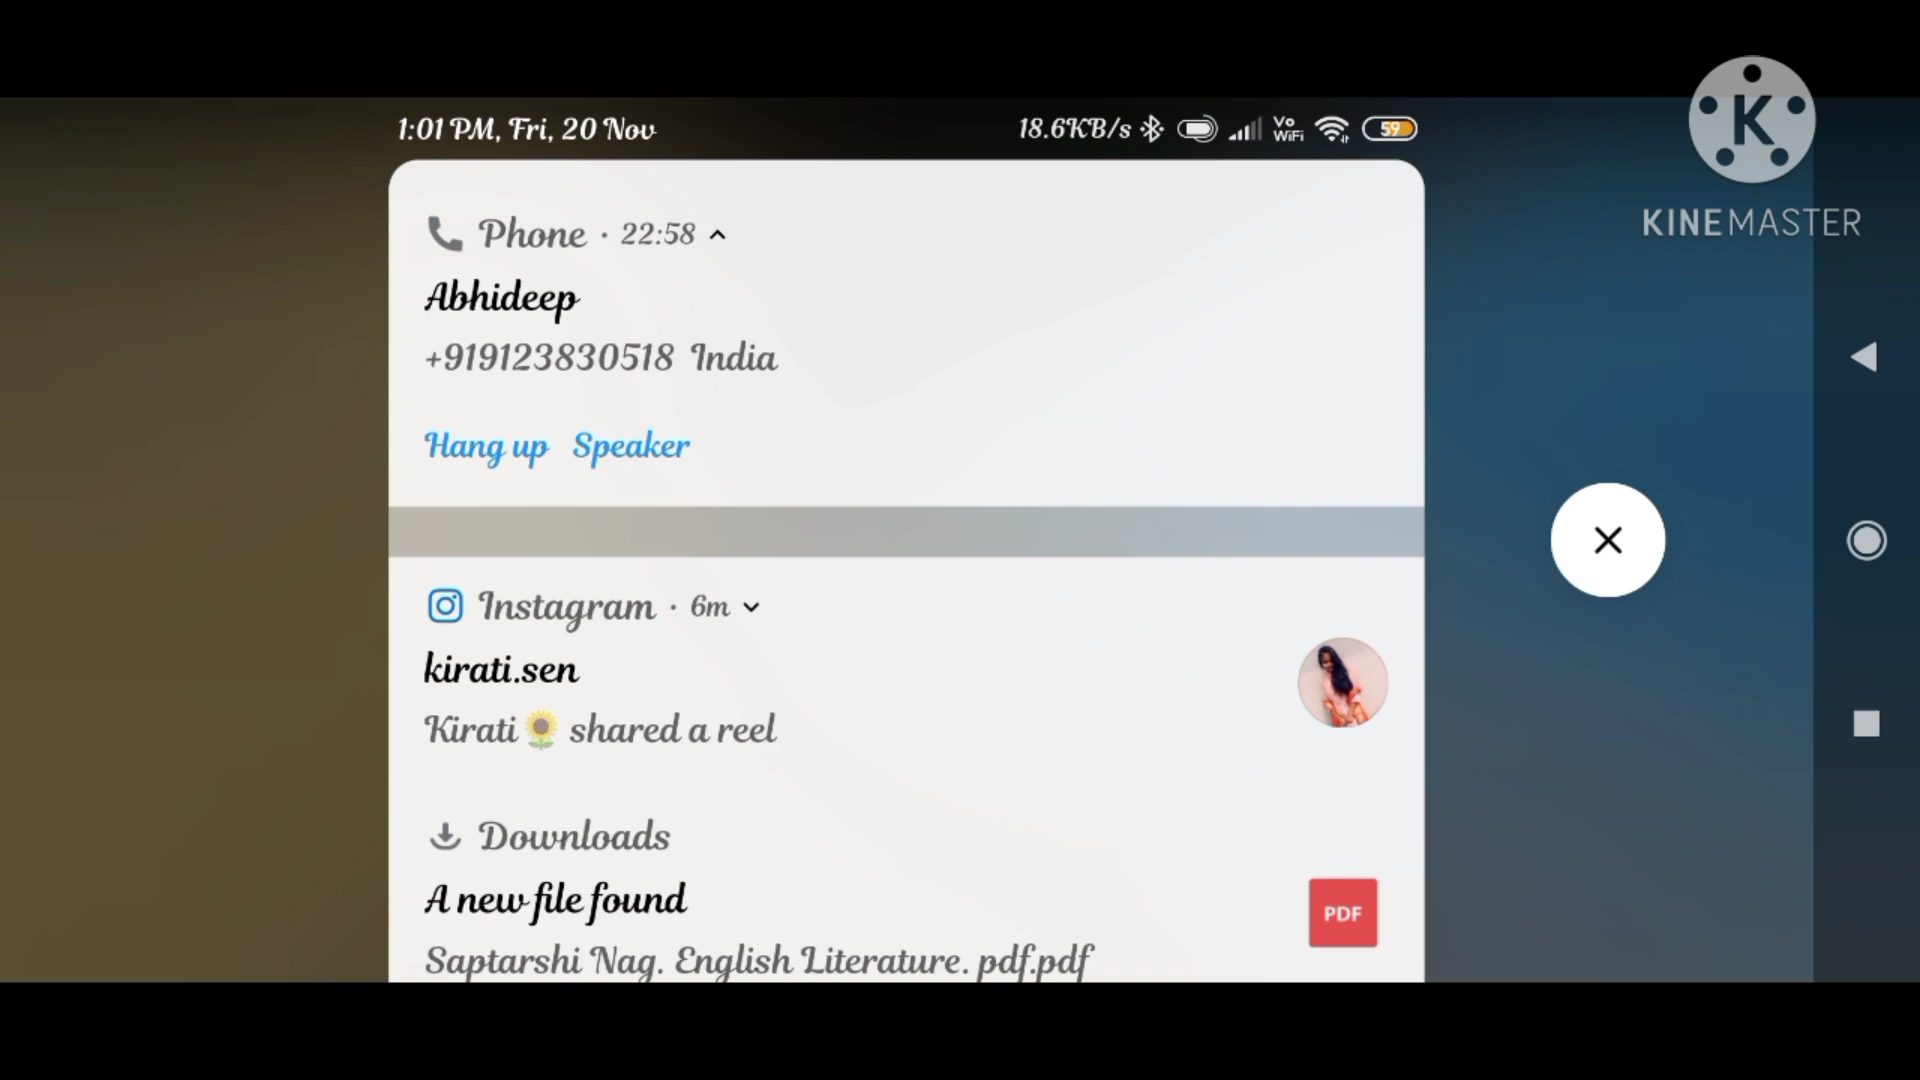 1:01 PM, Fri, 20 Nov
18.6KB/s Vo WiFi 59
K
KINEMASTER
Phone · 22:58
Abhideep
+919123830518 India
Hang up Speaker
Instagram · 6m
kirati.sen
Kirati🌻 shared a reel
Downloads
A new file found
PDF
Saptarshi Nag. English Literature. pdf.pdf